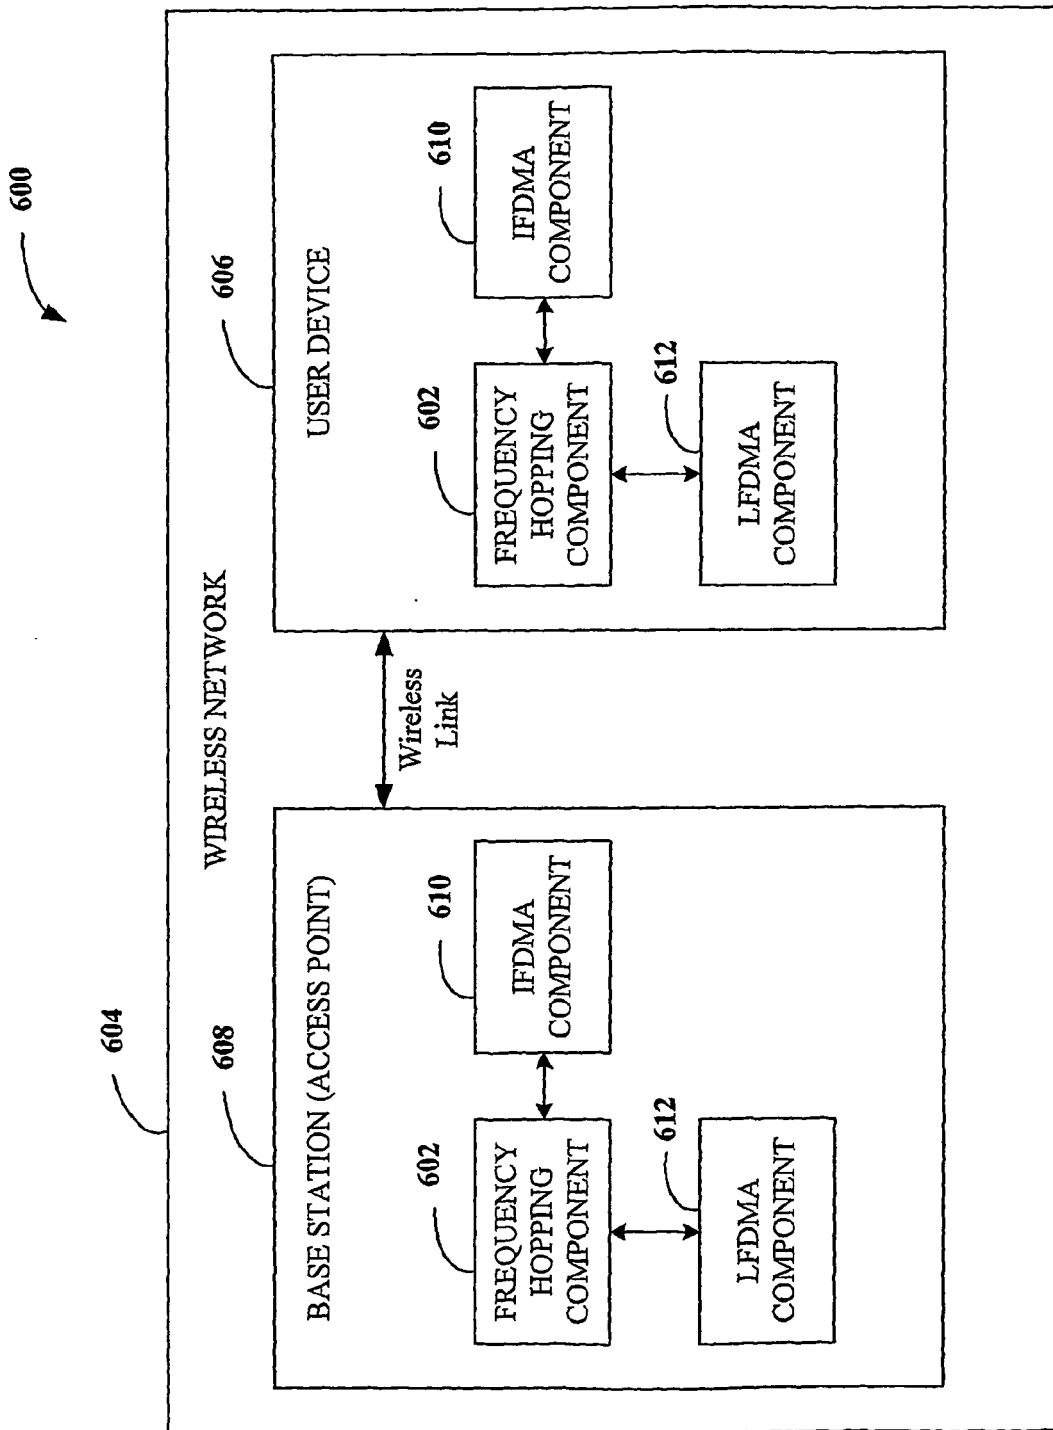 600
604
WIRELESS NETWORK
608
BASE STATION (ACCESS POINT)
602
FREQUENCY
HOPPING
COMPONENT
610
IFDMA
COMPONENT
612
LFDMA
COMPONENT
Wireless
Link
606
USER DEVICE
602
FREQUENCY
HOPPING
COMPONENT
610
IFDMA
COMPONENT
612
LFDMA
COMPONENT